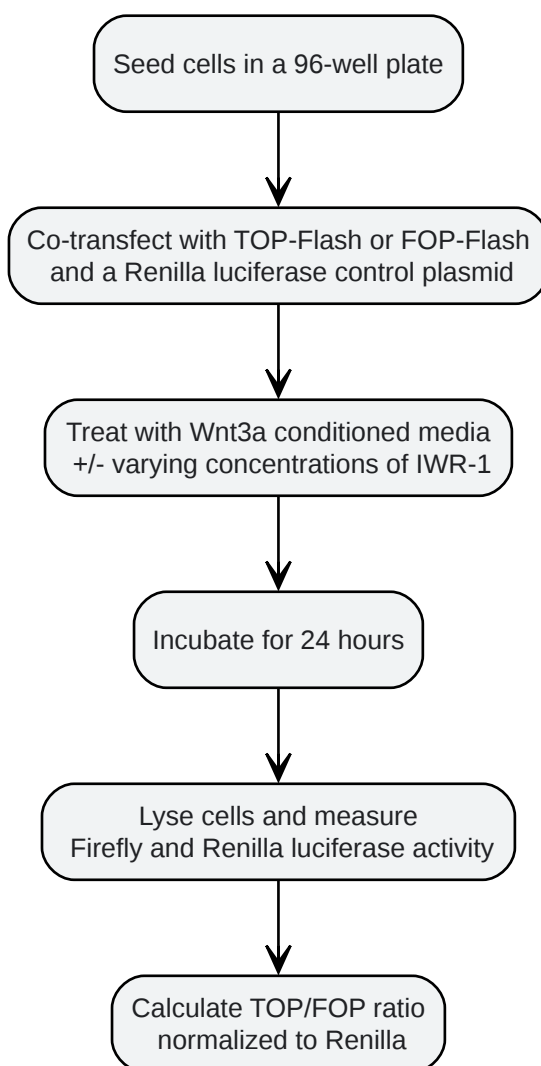 Seed cells in a 96-well plate
Co-transfect with TOP-Flash or FOP-Flash
and a Renilla luciferase control plasmid
Treat with Wnt3a conditioned media
+/- varying concentrations of IWR-1
Incubate for 24 hours
Lyse cells and measure
Firefly and Renilla luciferase activity
Calculate TOP/FOP ratio
normalized to Renilla